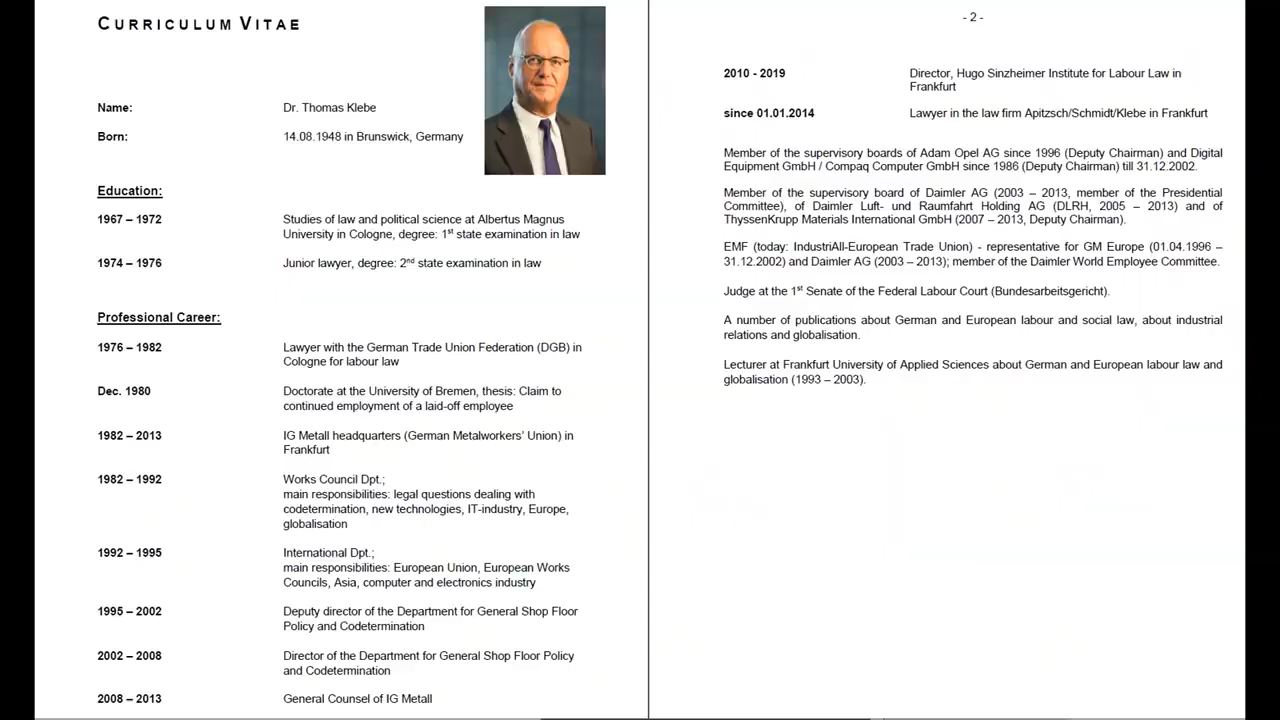 CURRICULUM VITAE
Name: Dr. Thomas Klebe
Born: 14.08.1948 in Brunswick, Germany
Education:
1967 – 1972 Studies of law and political science at Albertus Magnus
University in Cologne, degree: 1st state examination in law
1974 – 1976 Junior lawyer, degree: 2nd state examination in law
Professional Career:
1976 – 1982 Lawyer with the German Trade Union Federation (DGB) in
Cologne for labour law
Dec. 1980 Doctorate at the University of Bremen, thesis: Claim to
continued employment of a laid-off employee
1982 – 2013 IG Metall headquarters (German Metalworkers' Union) in
Frankfurt
1982 – 1992 Works Council Dpt.;
main responsibilities: legal questions dealing with
codetermination, new technologies, IT-industry, Europe,
globalisation
1992 – 1995 International Dpt.;
main responsibilities: European Union, European Works
Councils, Asia, computer and electronics industry
1995 – 2002 Deputy director of the Department for General Shop Floor
Policy and Codetermination
2002 – 2008 Director of the Department for General Shop Floor Policy
and Codetermination
2008 – 2013 General Counsel of IG Metall
- 2 -
2010 - 2019 Director, Hugo Sinzheimer Institute for Labour Law in
Frankfurt
since 01.01.2014 Lawyer in the law firm Apitzsch/Schmidt/Klebe in Frankfurt
Member of the supervisory boards of Adam Opel AG since 1996 (Deputy Chairman) and Digital
Equipment GmbH / Compaq Computer GmbH since 1986 (Deputy Chairman) till 31.12.2002.
Member of the supervisory board of Daimler AG (2003 – 2013, member of the Presidential
Committee), of Daimler Luft- und Raumfahrt Holding AG (DLRH, 2005 – 2013) and of
ThyssenKrupp Materials International GmbH (2007 – 2013, Deputy Chairman).
EMF (today: IndustriAll-European Trade Union) - representative for GM Europe (01.04.1996 –
31.12.2002) and Daimler AG (2003 – 2013); member of the Daimler World Employee Committee.
Judge at the 1st Senate of the Federal Labour Court (Bundesarbeitsgericht).
A number of publications about German and European labour and social law, about industrial
relations and globalisation.
Lecturer at Frankfurt University of Applied Sciences about German and European labour law and
globalisation (1993 – 2003).